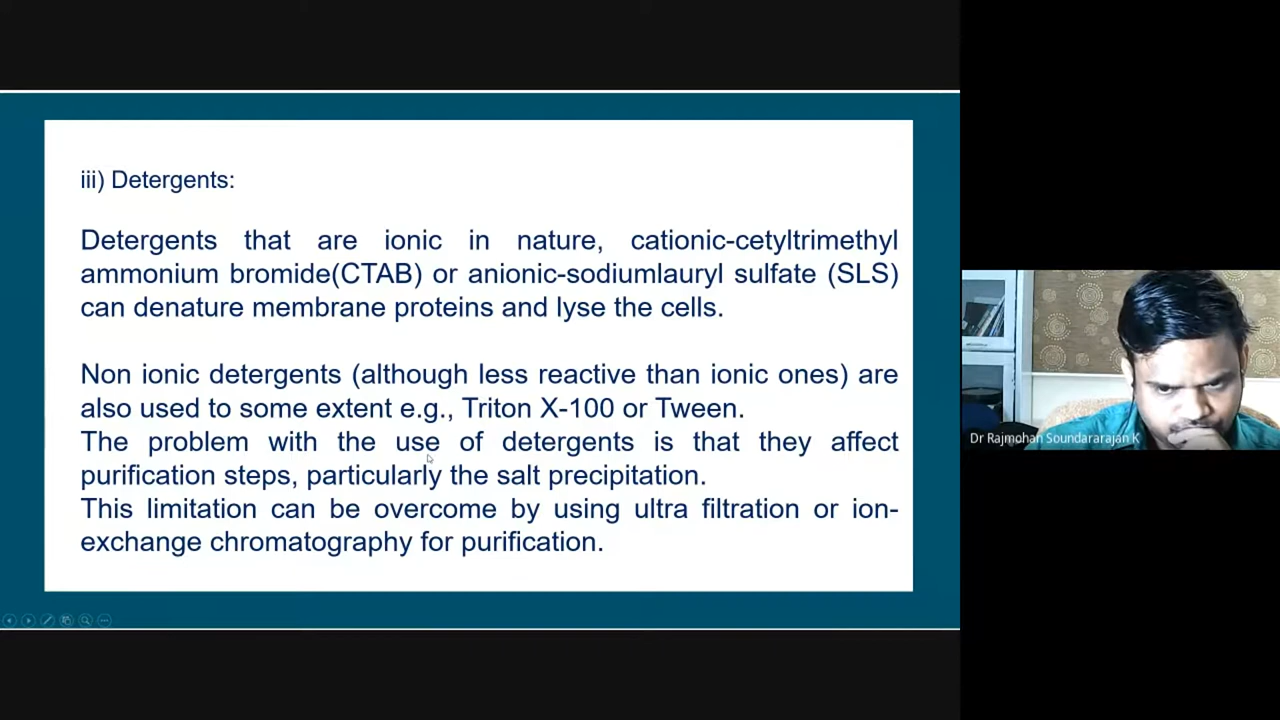 iii) Detergents:
Detergents that are ionic in nature, cationic-cetyltrimethyl
ammonium bromide(CTAB) or anionic-sodiumlauryl sulfate (SLS)
can denature membrane proteins and lyse the cells.
Non ionic detergents (although less reactive than ionic ones) are
also used to some extent e.g., Triton X-100 or Tween.
The problem with the use of detergents is that they affect
purification steps, particularly the salt precipitation.
This limitation can be overcome by using ultra filtration or ion-
exchange chromatography for purification.
Dr Rajmohan Soundararajan K